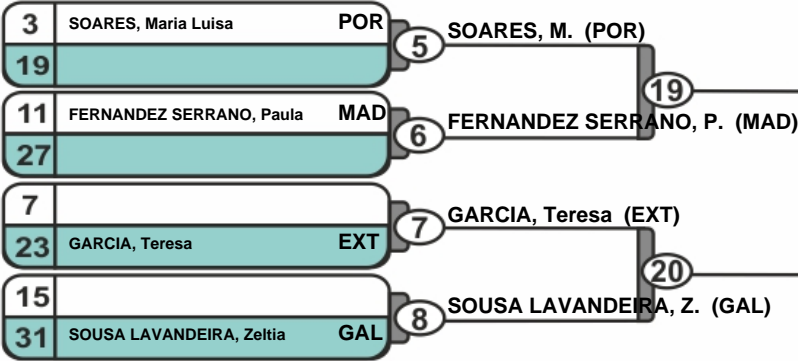 3 SOARES, Maria Luisa POR
19
5 SOARES, M. (POR)
11 FERNANDEZ SERRANO, Paula MAD
27
6 FERNANDEZ SERRANO, P. (MAD)
19
7
23 GARCIA, Teresa EXT
7 GARCIA, Teresa (EXT)
15
31 SOUSA LAVANDEIRA, Zeltia GAL
8 SOUSA LAVANDEIRA, Z. (GAL)
20